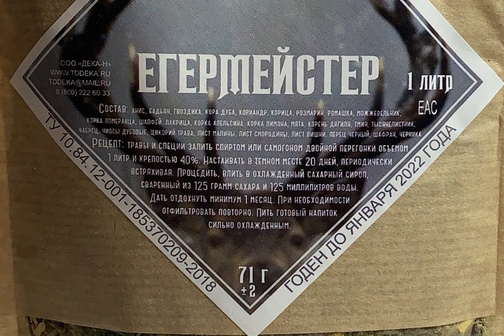 ООО «ДЕКА-Н»
WWW.TDDEKA.RU
TDDEKA@MAIL.RU
8 (800) 222 60 33
ЕГЕРМЕЙСТЕР
1 ЛИТР
EAC
Состав: анис, бадьян, гвоздика, кора дуба, кориандр, корица, розмарин, ромашка, можжевельник,
корка померанца, шалфей, лакрица, корка апельсина, корка лимона, мята, корень дягиля, тмин, тысячелистник,
чабрец, чипсы дубовые, цикорий трава, лист малины, лист смородины, лист вишни, перец черный, шафран, черника
Рецепт: травы и специи залить спиртом или самогоном двойной перегонки объемом
1 литр и крепостью 40%. Настаивать в темном месте 20 дней, периодически
встряхивая. Процедить, влить в охлажденный сахарный сироп,
сваренный из 125 грамм сахара и 125 миллилитров воды.
Дать отдохнуть минимум 1 месяц. При необходимости
отфильтровать повторно. Пить готовый напиток
сильно охлажденным.
71 г
±2
ТУ 10.84.12-001-185370209-2018
ГОДЕН ДО ЯНВАРЯ 2022 ГОДА